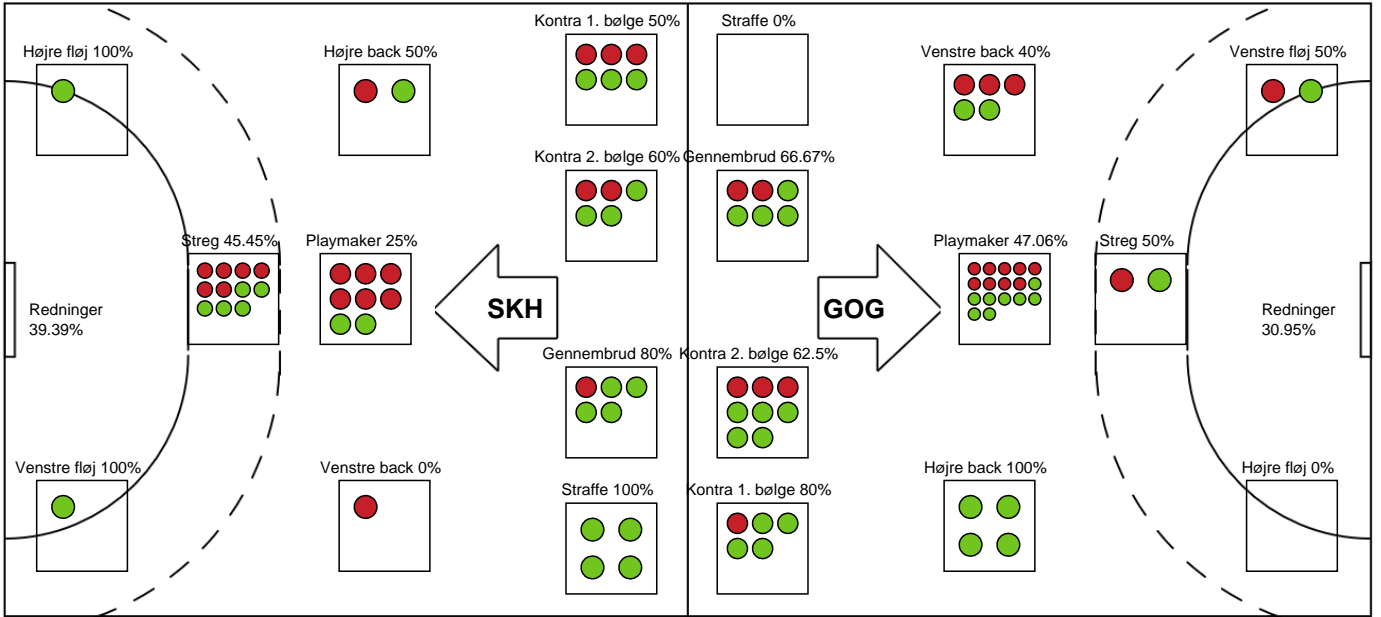 Kontra 1. bølge 50%
Straffe 0%
Højre fløj 100%
Højre back 50%
Venstre back 40%
Venstre fløj 50%
Kontra 2. bølge 60%
Gennembrud 66.67%
Streg 45.45%
Playmaker 25%
Playmaker 47.06%
Streg 50%
Redninger
39.39%
SKH
GOG
Redninger
30.95%
Gennembrud 80%
Kontra 2. bølge 62.5%
Venstre fløj 100%
Venstre back 0%
Højre back 100%
Højre fløj 0%
Straffe 100%
Kontra 1. bølge 80%